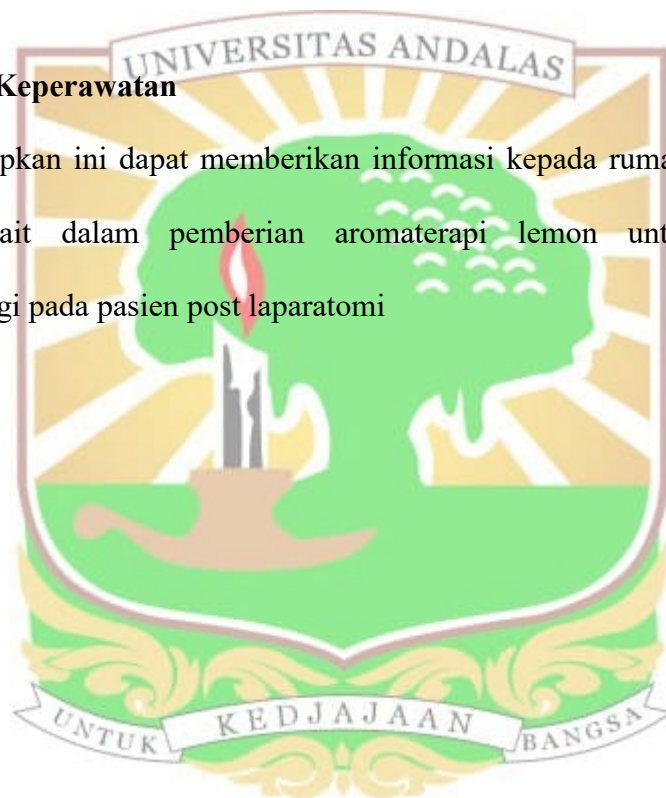 UNIVERSITAS ANDALAS
Keperawatan
pkan ini dapat memberikan informasi kepada ruma
ait dalam pemberian aromaterapi lemon unt
gi pada pasien post laparatomi
UNTUK KEDJAJAAN BANGSA